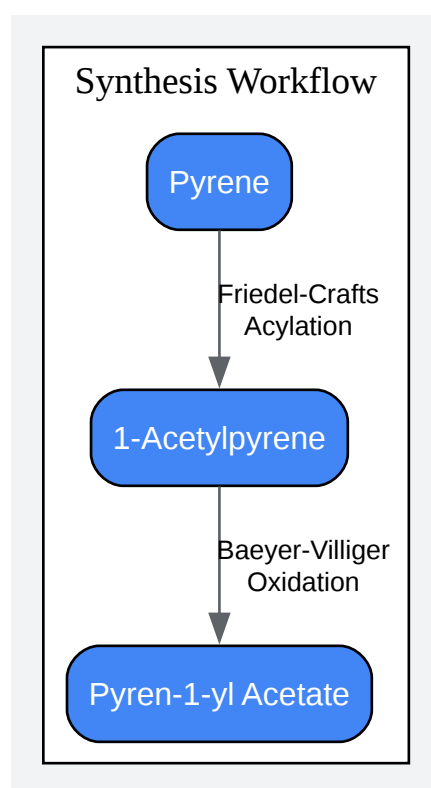 Synthesis Workflow
Pyrene
Friedel-Crafts
Acylation
1-Acetylpyrene
Baeyer-Villiger
Oxidation
Pyren-1-yl Acetate